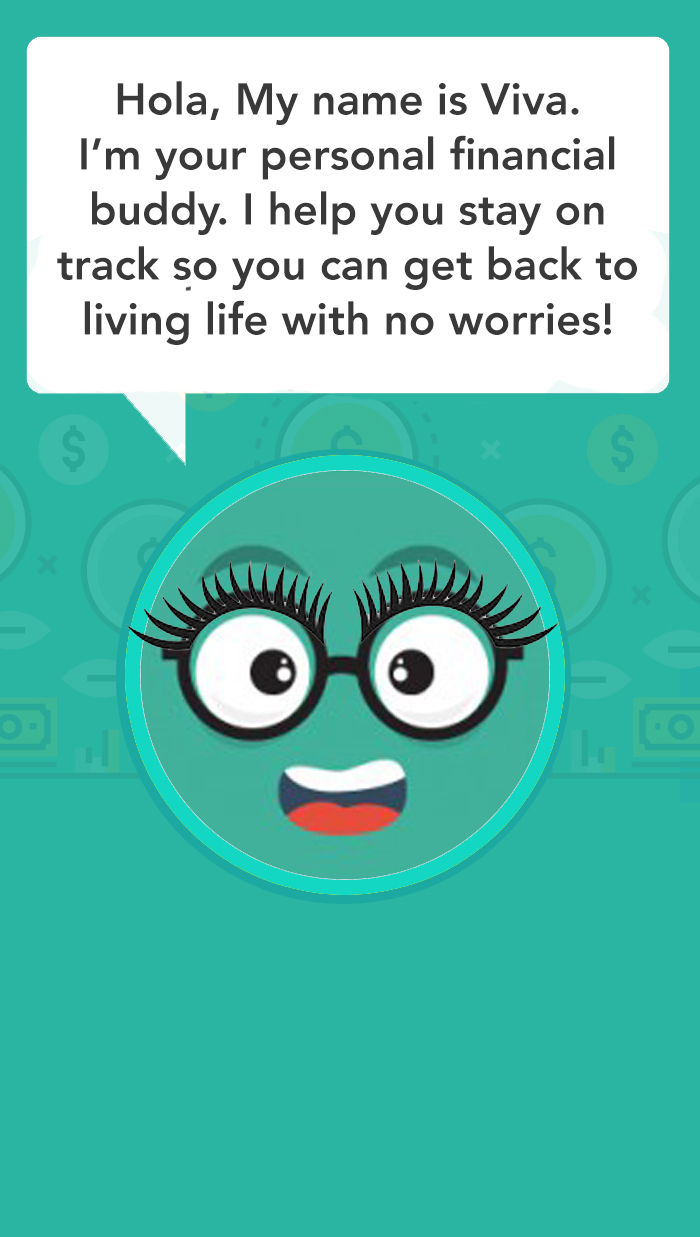 Hola, My name is Viva.
I’m your personal financial
buddy. I help you stay on
track so you can get back to
living life with no worries!
$
$
$
$
$